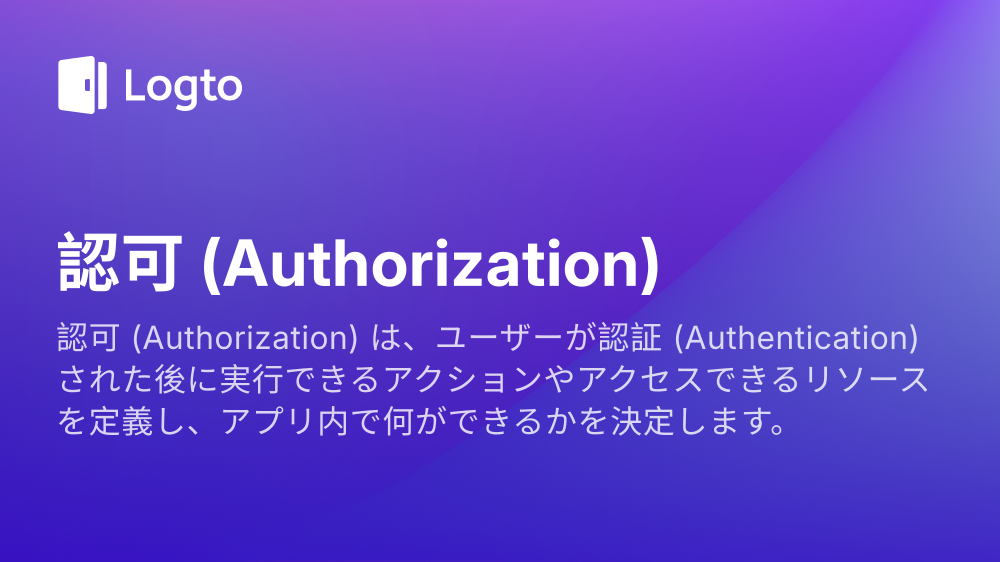 Logto
認可 (Authorization)
認可 (Authorization) は、ユーザーが認証 (Authentication)
された後に実行できるアクションやアクセスできるリソース
を定義し、アプリ内で何ができるかを決定します。